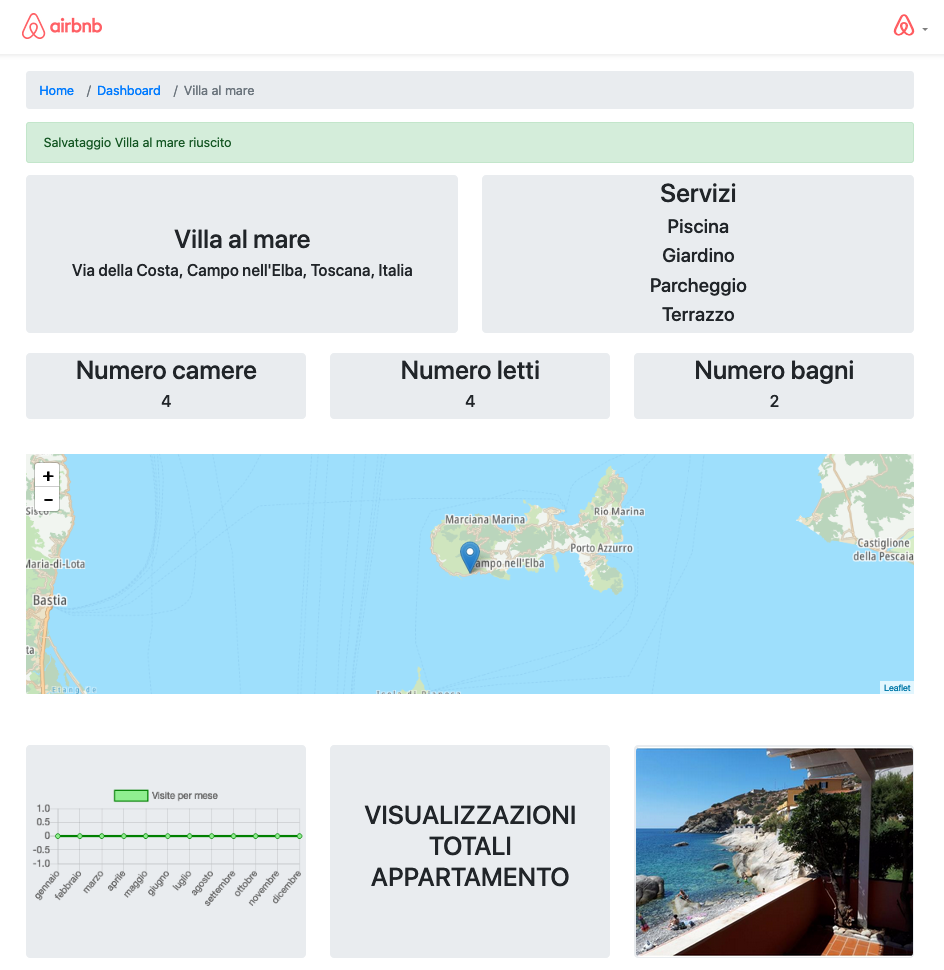 airbnb
Home / Dashboard / Villa al mare
Salvataggio Villa al mare riuscito
Villa al mare
Via della Costa, Campo nell'Elba, Toscana, Italia
Servizi
Piscina
Giardino
Parcheggio
Terrazzo
Numero camere
4
Numero letti
4
Numero bagni
2
+
−
Marciana Marina
Rio Marina
Porto Azzurro
ampo nell'Elba
Castiglione
della Pescaia
Maria-di-Lota
Bastia
Etang de
Leaflet
Visite per mese
1.0
0.5
0
-0.5
-1.0
gennaio
febbraio
marzo
aprile
maggio
giugno
luglio
agosto
settembre
ottobre
novembre
dicembre
VISUALIZZAZIONI
TOTALI
APPARTAMENTO